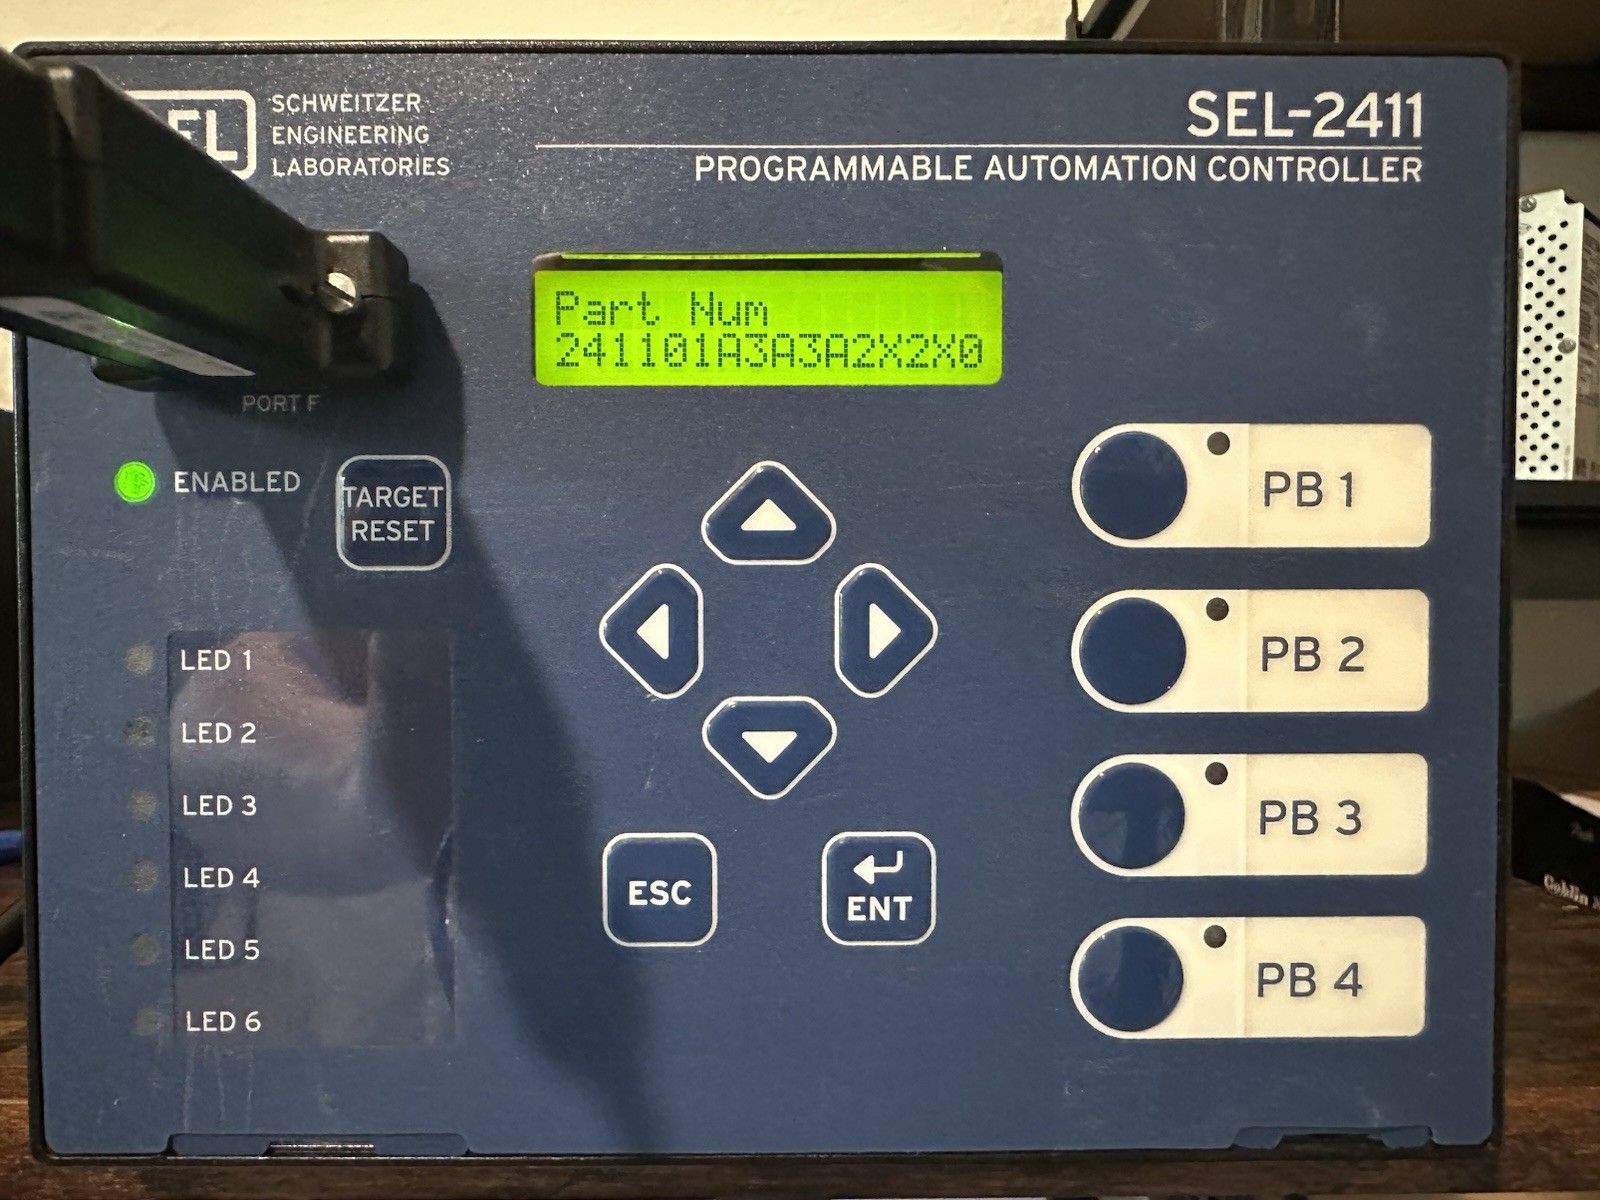 SCHWEITZER
ENGINEERING
LABORATORIES
SEL-2411
PROGRAMMABLE AUTOMATION CONTROLLER
Part Num
241101A3A3A2X2X0
PORT F
ENABLED
TARGET
RESET
LED 1
LED 2
LED 3
LED 4
LED 5
LED 6
ESC
ENT
PB 1
PB 2
PB 3
PB 4
Goblin